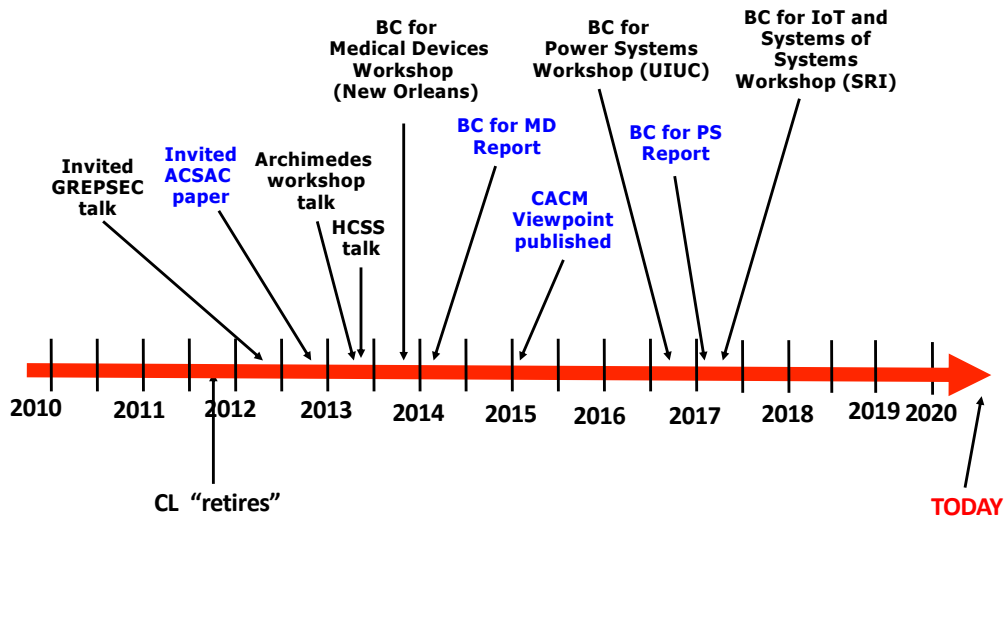 BC for
Medical Devices
Workshop
(New Orleans)
BC for
Power Systems
Workshop (UIUC)
BC for IoT and
Systems of
Systems
Workshop (SRI)
Invited
GREPSEC
talk
Invited
ACSAC
paper
Archimedes
workshop
talk
HCSS
talk
BC for MD
Report
CACM
Viewpoint
published
BC for PS
Report
2010
2011
2012
2013
2014
2015
2016
2017
2018
2019
2020
CL “retires”
TODAY